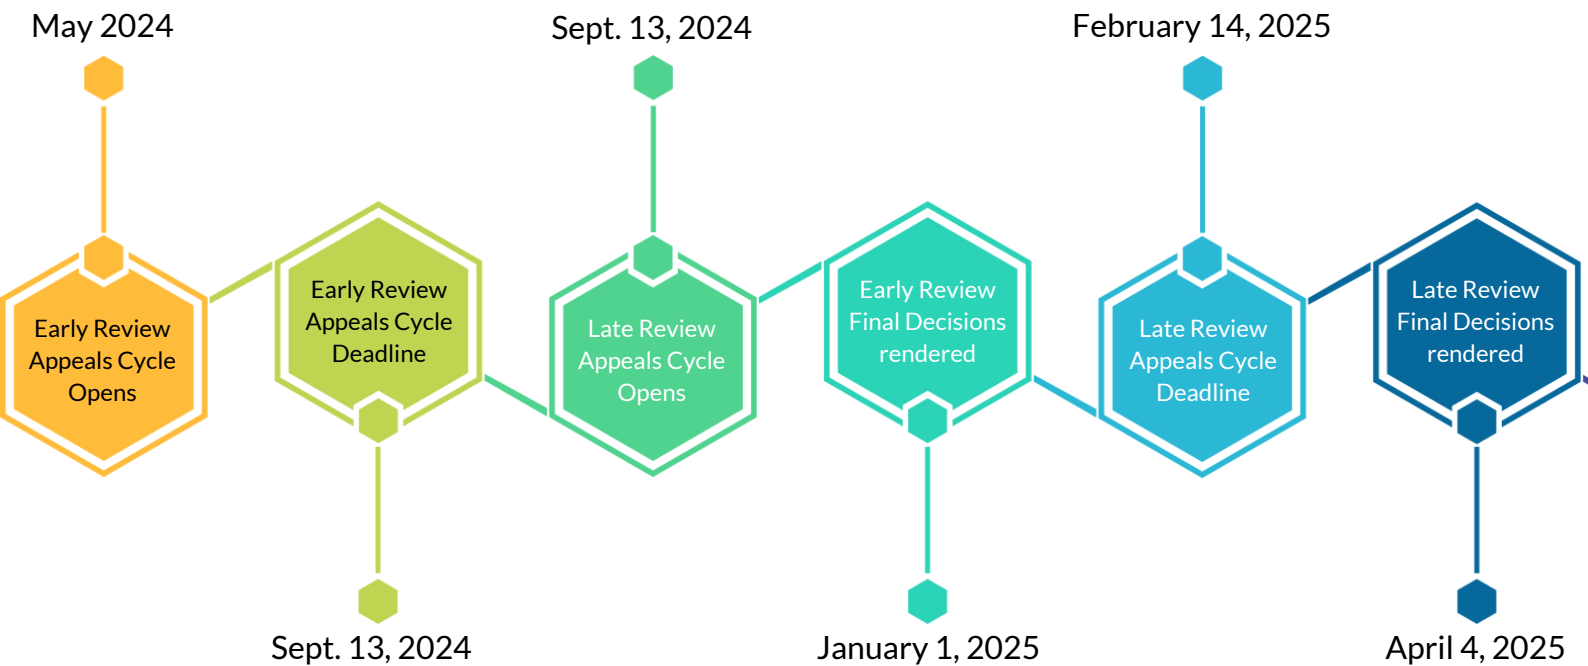 May 2024
Early Review
Appeals Cycle
Opens
Early Review
Appeals Cycle
Deadline
Sept. 13, 2024
Sept. 13, 2024
Late Review
Appeals Cycle
Opens
Early Review
Final Decisions
rendered
January 1, 2025
February 14, 2025
Late Review
Appeals Cycle
Deadline
Late Review
Final Decisions
rendered
April 4, 2025